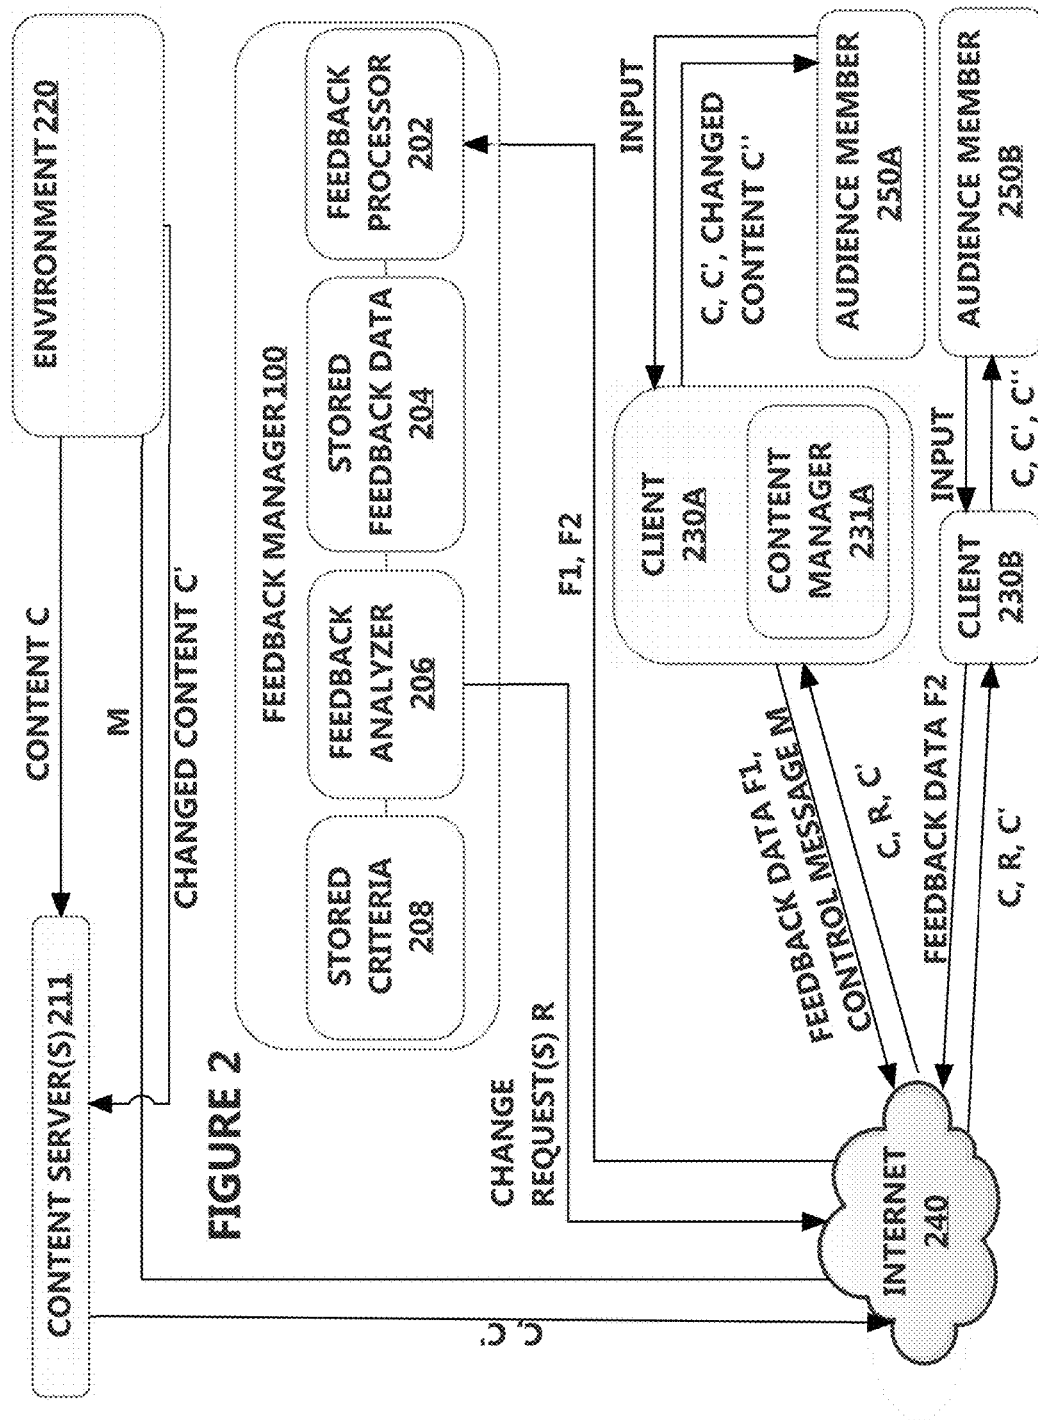 ENVIRONMENT 220
CONTENT C
M
CHANGED CONTENT C'
CONTENT SERVER(S) 211
FEEDBACK MANAGER100
FEEDBACK
PROCESSOR
202
STORED
FEEDBACK DATA
204
FEEDBACK
ANALYZER
206
STORED
CRITERIA
208
FIGURE 2
CHANGE
REQUEST(S) R
F1, F2
INPUT
C, C', CHANGED
CONTENT C''
AUDIENCE MEMBER
250A
AUDIENCE MEMBER
250B
CLIENT
230A
CONTENT
MANAGER
231A
INPUT
C, C', C''
CLIENT
230B
FEEDBACK DATA F1,
CONTROL MESSAGE M
C, R, C'
FEEDBACK DATA F2
C, R, C'
INTERNET
240